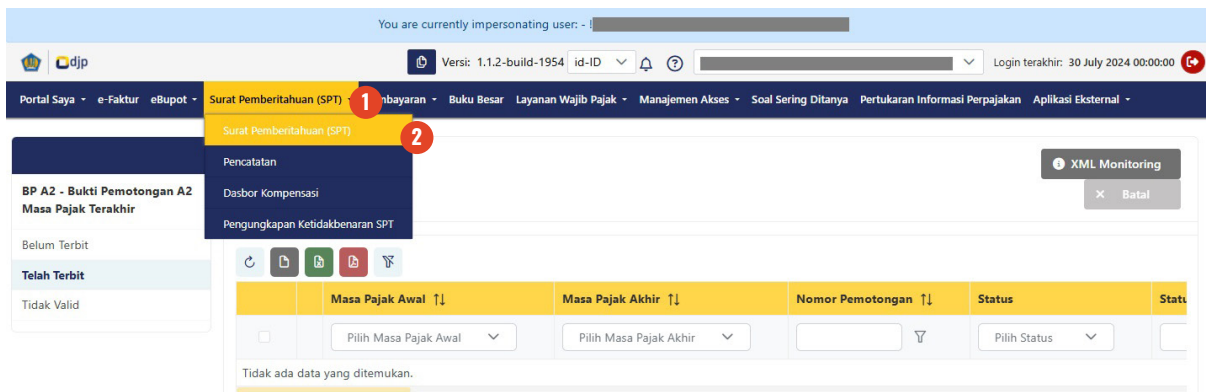 You are currently impersonating user: - !
djp
Versi: 1.1.2-build-1954 id-ID
Login terakhir: 30 July 2024 00:00:00
Portal Saya e-Faktur eBupot Surat Pemberitahuan (SPT) 1 mbayaran Buku Besar Layanan Wajib Pajak Manajemen Akses Soal Sering Ditanya Pertukaran Informasi Perpajakan Aplikasi Eksternal
Surat Pemberitahuan (SPT) 2
Pencatatan
Dasbor Kompensasi
Pengungkapan Ketidakbenaran SPT
XML Monitoring
× Batal
BP A2 - Bukti Pemotongan A2
Masa Pajak Terakhir
Belum Terbit
Telah Terbit
Tidak Valid
Masa Pajak Awal ↑↓ Masa Pajak Akhir ↑↓ Nomor Pemotongan ↑↓ Status Statu
Pilih Masa Pajak Awal Pilih Masa Pajak Akhir Pilih Status
Tidak ada data yang ditemukan.